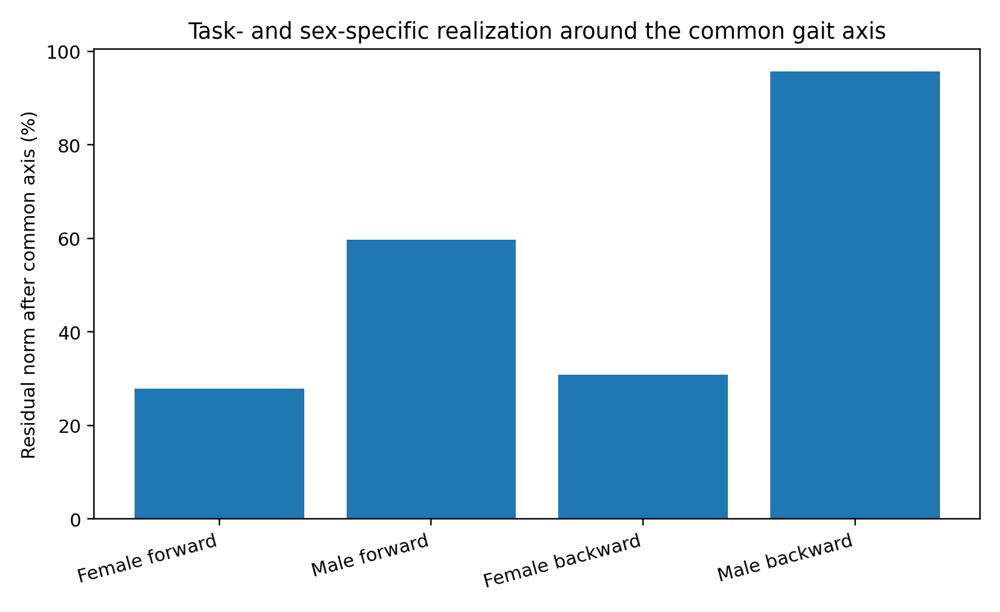 Task- and sex-specific realization around the common gait axis
Residual norm after common axis (%)
100
80
60
40
20
0
Female forward
Male forward
Female backward
Male backward